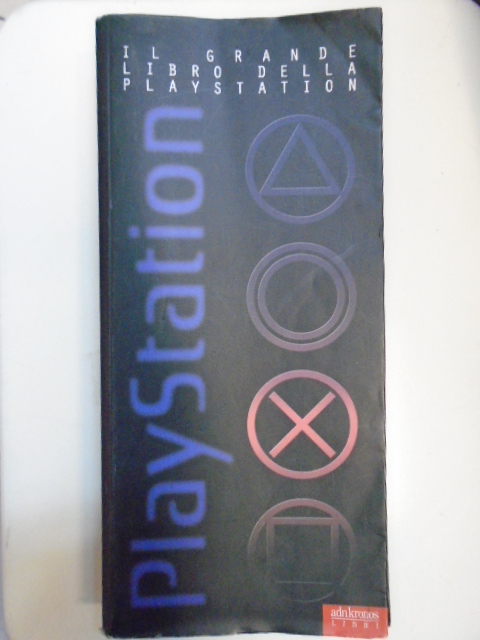 IL GRANDE
LIBRO DELLA
PLAYSTATION
PlayStation
adnkronos
LIBRI